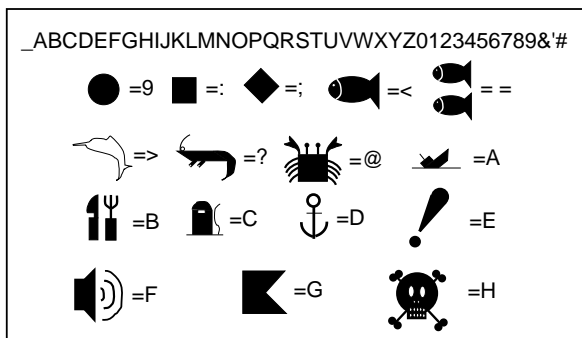 _ABCDEFGHIJKLMNOPQRSTUVWXYZ0123456789&'#
=9 =: =; =< = =
=> =? =@ =A
=B =C =D =E
=F =G =H